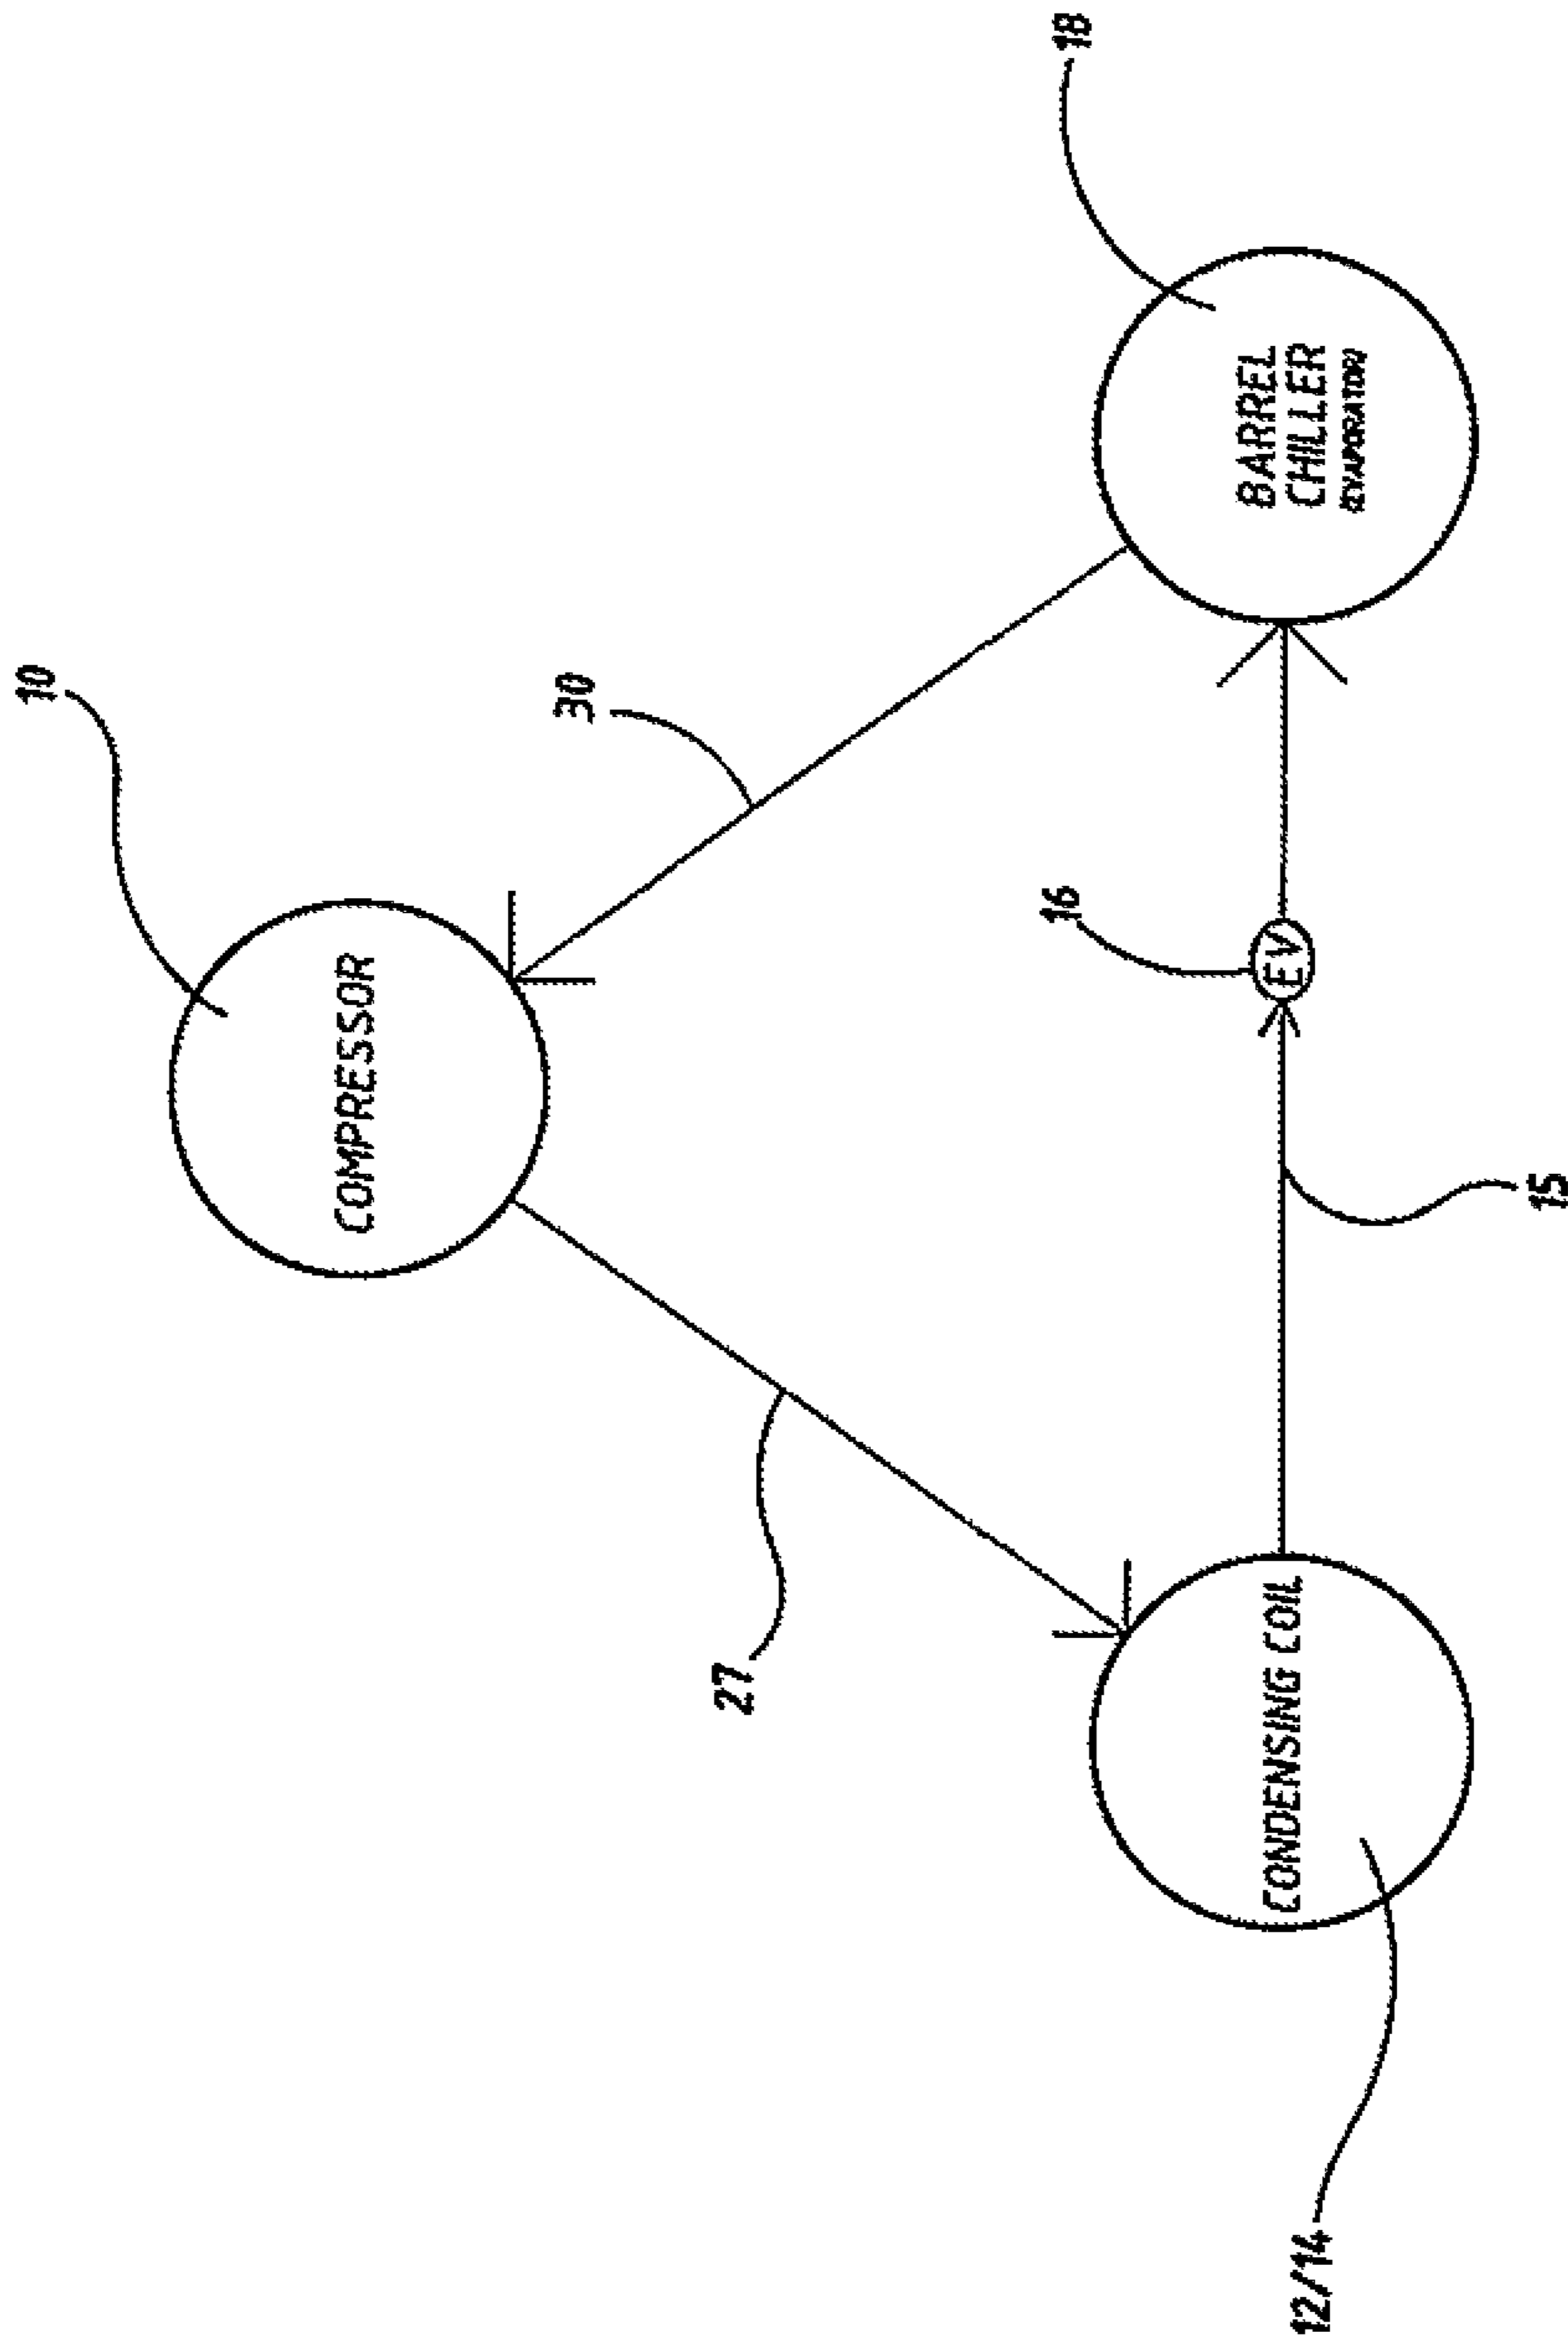 10
COMPRESSOR
30
27
16
18
CONDENSING COIL
EV
BARREL
CHILLER
(EVAPORATOR)
12/14
15